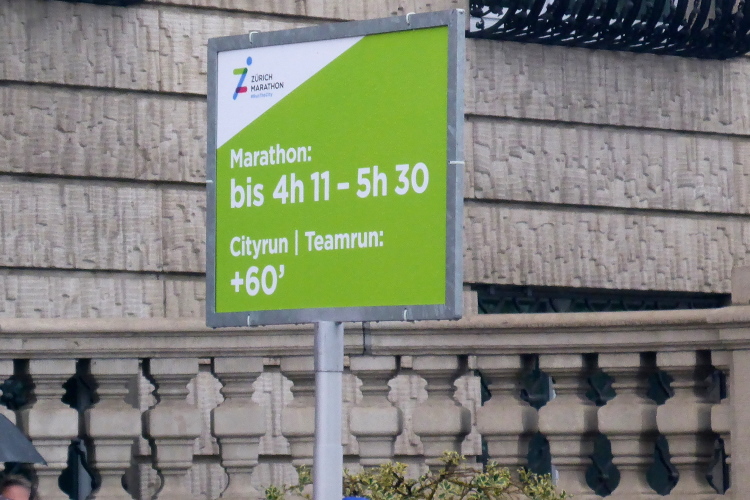 ZÜRICH
MARATHON
Marathon:
bis 4h 11 – 5h 30
Cityrun | Teamrun:
+60’